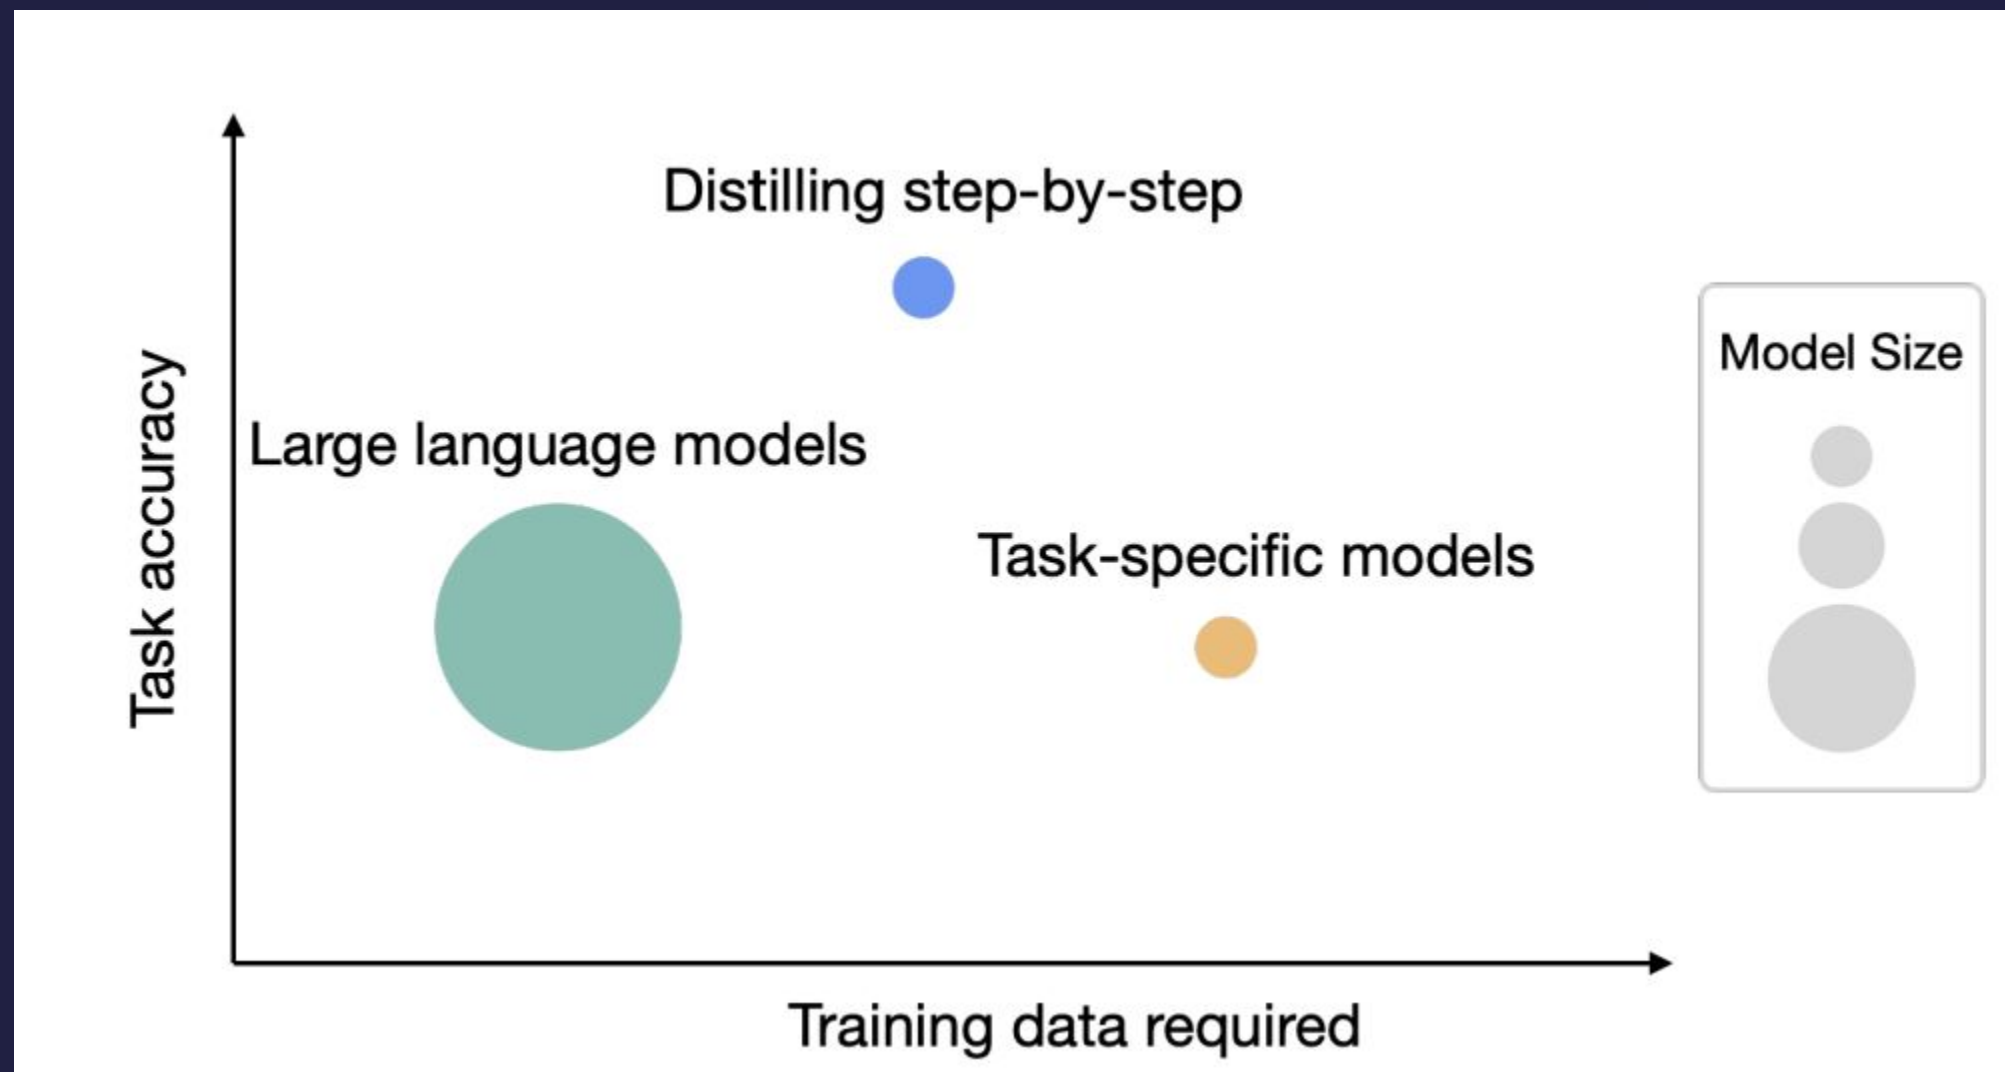 Distilling step-by-step
Large language models
Task-specific models
Task accuracy
Training data required
Model Size